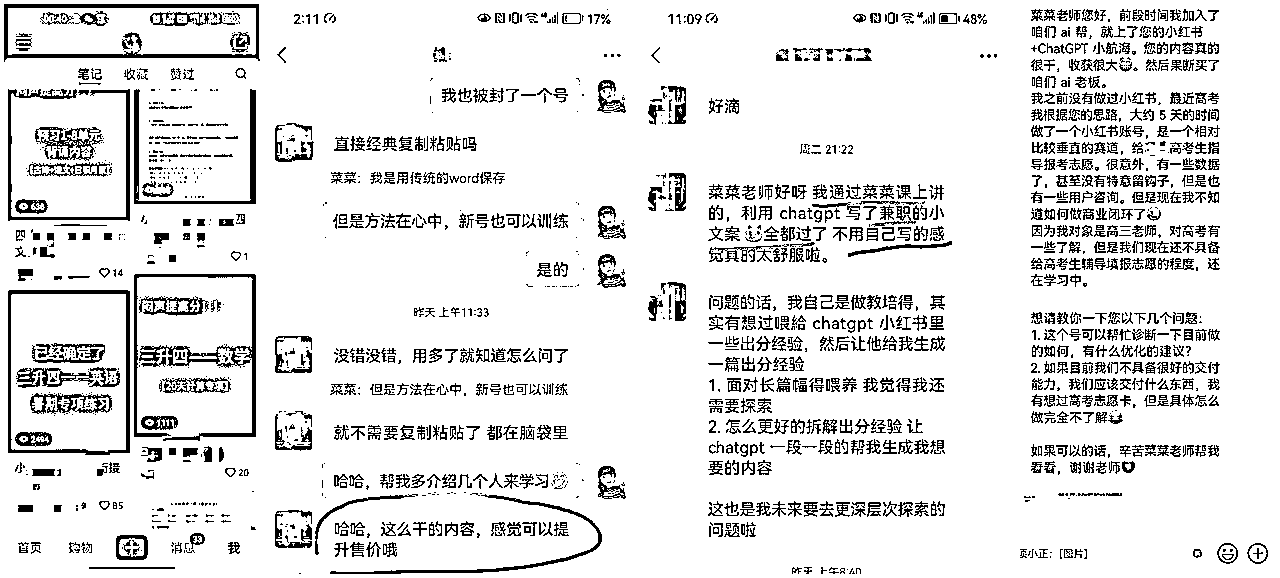 笔记 收藏 赞过
三升四——英语
暑期专项练习
三升四——数学
14
1
20
85
首页 购物 消息 我
2:11
17%
我也被封了一个号
直接经典复制粘贴吗
菜菜：我是用传统的word保存
但是方法在心中，新号也可以训练
是的
昨天 上午11:33
没错没错，用多了就知道怎么问了
菜菜：但是方法在心中，新号也可以训练
就不需要复制粘贴了 都在脑袋里
哈哈，帮我多介绍几个人来学习
哈哈，这么干的内容，感觉可以提
升售价哦
11:09
48%
好滴
周二 21:22
菜菜老师好呀 我通过菜菜课上讲
的，利用 chatgpt 写了兼职的小
文案 全都过了 不用自己写的感
觉真的太舒服啦。
问题的话，我自己是做教培得，其
实有想过喂給 chatgpt 小红书里
一些出分经验，然后让他给我生成
一篇出分经验
1. 面对长篇幅得喂养 我觉得我还
需要探索
2. 怎么更好的拆解出分经验 让
chatgpt 一段一段的帮我生成我想
要的内容
这也是我未来要去更深层次探索的
问题啦
昨天 上午8:40
菜菜老师您好，前段时间我加入了
咱们 ai 帮，就上了您的小红书
+ChatGPT 小航海。您的内容真的
很干，收获很大。然后果断买了
咱们 ai 老板。
我之前没有做过小红书，最近高考
我根据您的思路，大约 5 天的时间
做了一个小红书账号，是一个相对
比较垂直的赛道，给 高考生指
导报考志愿。很意外，有一些数据
了，甚至没有特意留钩子，但是也
有一些用户咨询。但是现在我不知
道如何做商业闭环了
因为对象是高三老师，对高考有
一些了解，但是我们现在还不具备
给高考生辅导填报志愿的程度，还
在学习中。
想请教你一下您以下几个问题：
1. 这个号可以帮忙诊断一下目前做
的如何，有什么优化的建议？
2. 如果目前我们不具备很好的交付
能力，我们应该交付什么东西，我
有想过高考志愿卡，但是具体怎么
做完全不了解
如果可以的话，辛苦菜菜老师帮我
看看，谢谢老师
页小正：[图片]